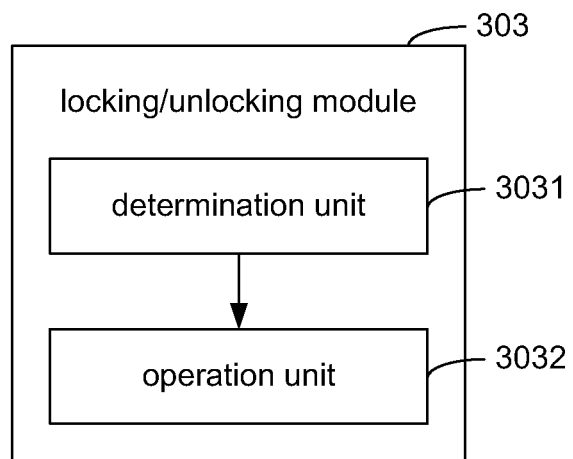 303
locking/unlocking module
determination unit
3031
operation unit
3032